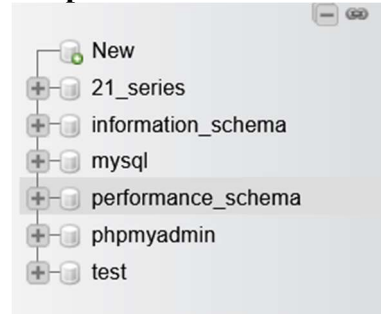 New
21_series
information_schema
mysql
performance_schema
phpmyadmin
test